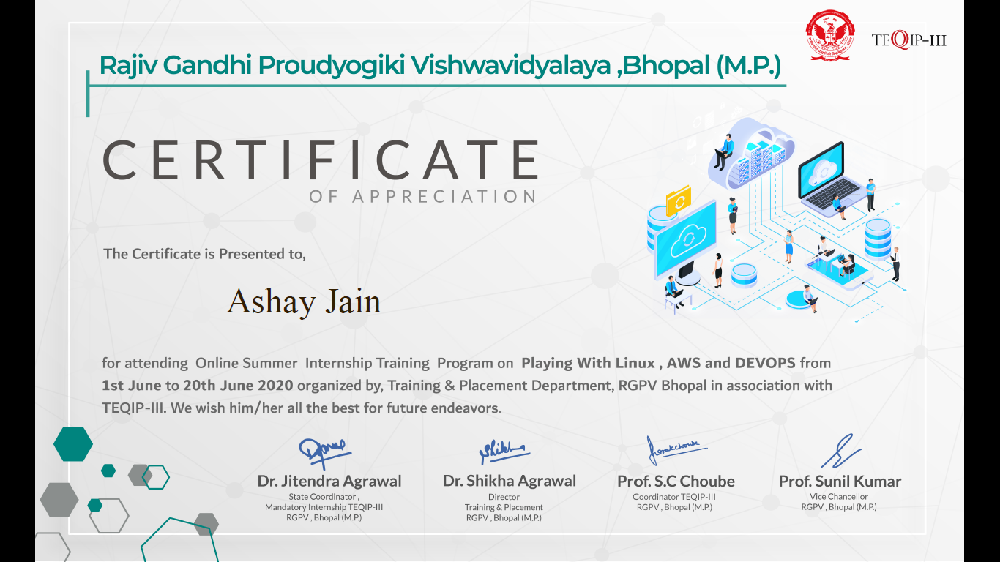 TEQIP-III
Rajiv Gandhi Proudyogiki Vishwavidyalaya ,Bhopal (M.P.)
CERTIFICATE
OF APPRECIATION
The Certificate is Presented to,
Ashay Jain
for attending Online Summer Internship Training Program on Playing With Linux , AWS and DEVOPS from
1st June to 20th June 2020 organized by, Training & Placement Department, RGPV Bhopal in association with
TEQIP-III. We wish him/her all the best for future endeavors.
Shikha
Dr. Jitendra Agrawal
State Coordinator ,
Mandatory Internship TEQIP-III
RGPV , Bhopal (M.P.)
Dr. Shikha Agrawal
Director
Training & Placement
RGPV , Bhopal (M.P.)
Prof. S.C Choube
Coordinator TEQIP-III
RGPV , Bhopal (M.P.)
Prof. Sunil Kumar
Vice Chancellor
RGPV , Bhopal (M.P.)